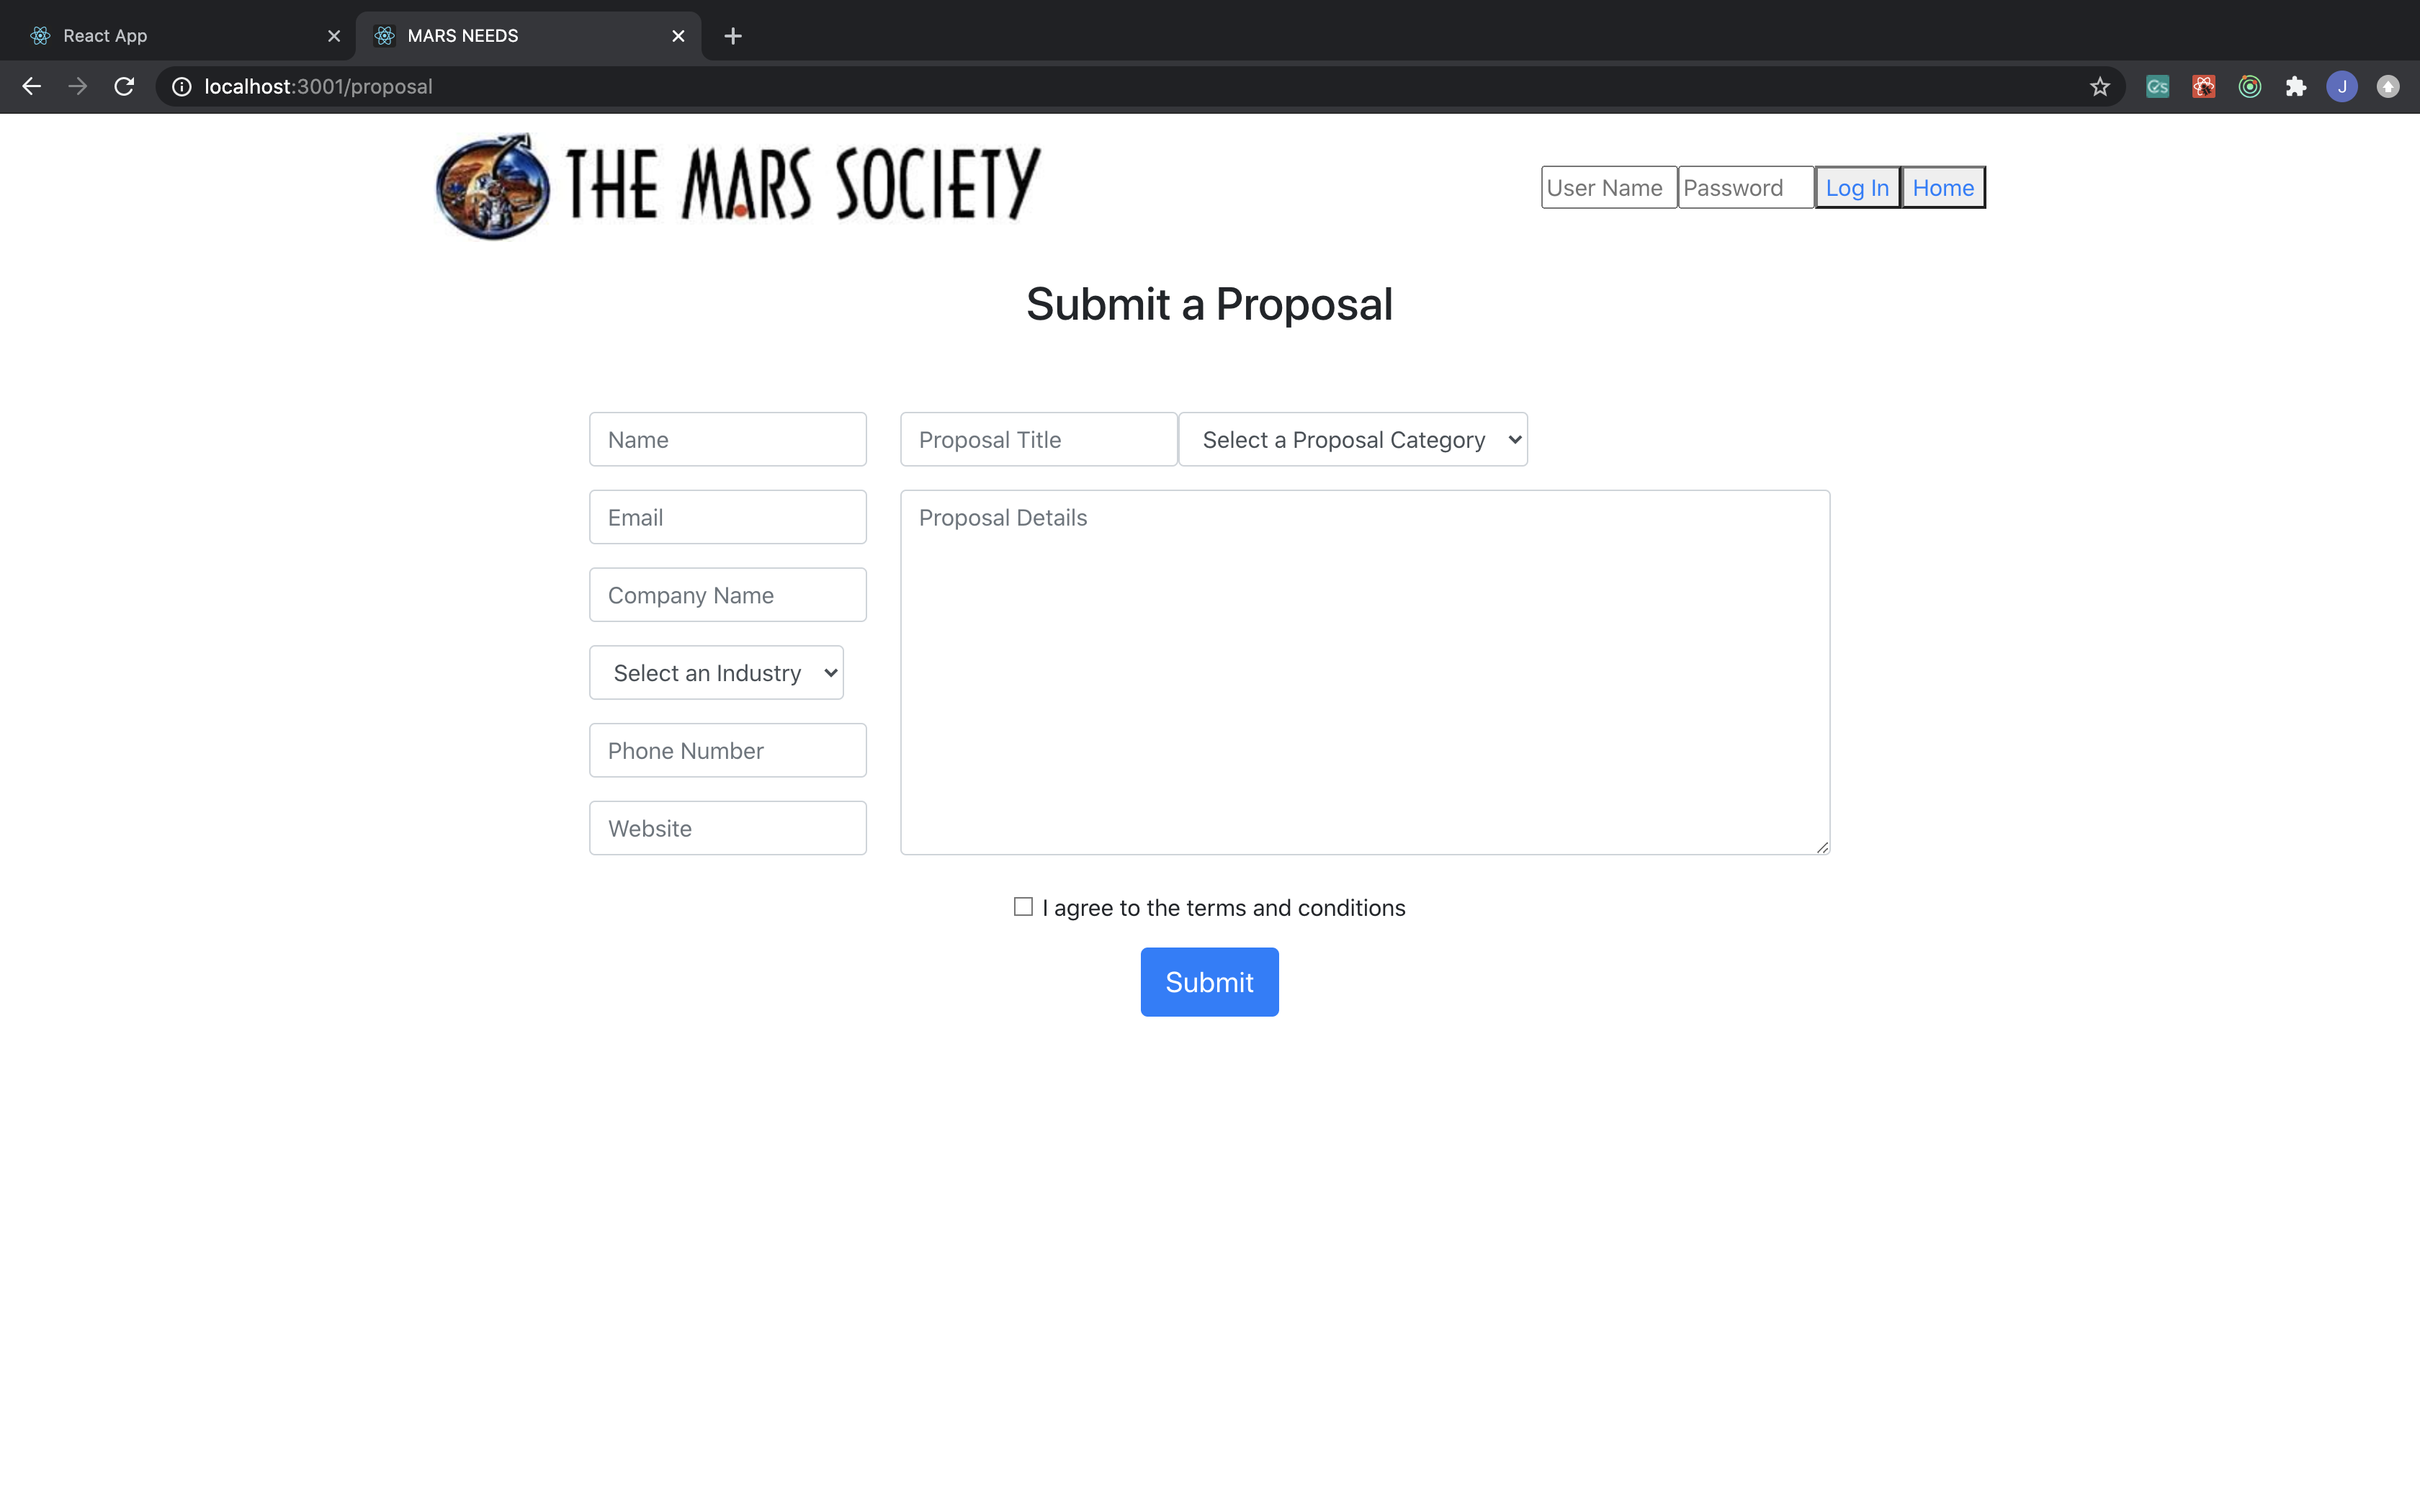 React App
MARS NEEDS
localhost:3001/proposal
Gs
J
THE MARS SOCIETY
User Name Password Log In Home
Submit a Proposal
Name Proposal Title Select a Proposal Category
Email Proposal Details
Company Name
Select an Industry
Phone Number
Website
I agree to the terms and conditions
Submit